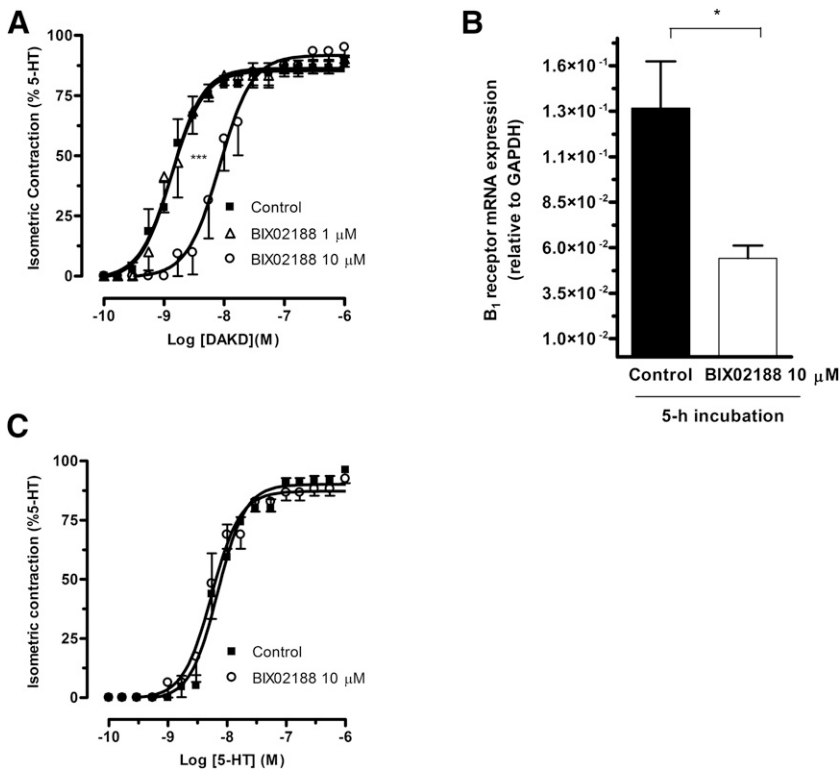 A
Isometric Contraction (% 5-HT)
100
75
50
25
0
***
Control
BIX02188 1 μM
BIX02188 10 μM
-10
-9
-8
-7
-6
Log [DAKD](M)
B
*
B₁ receptor mRNA expression
(relative to GAPDH)
1.6×10⁻¹
1.3×10⁻¹
1.1×10⁻¹
8.5×10⁻²
6.0×10⁻²
3.5×10⁻²
1.0×10⁻²
Control
BIX02188 10 μM
5-h incubation
C
Isometric contraction (%5-HT)
100
75
50
25
0
Control
BIX02188 10 μM
-10
-9
-8
-7
-6
Log [5-HT] (M)